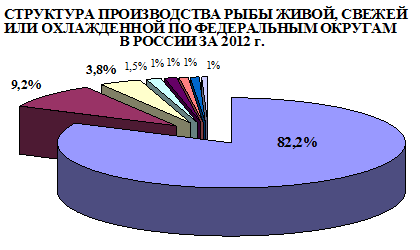 СТРУКТУРА ПРОИЗВОДСТВА РЫБЫ ЖИВОЙ, СВЕЖЕЙ
ИЛИ ОХЛАЖДЕННОЙ ПО ФЕДЕРАЛЬНЫМ ОКРУГАМ
В РОССИИ ЗА 2012 г.
9,2%
3,8%
1,5%
1%
1%
1%
1%
82,2%